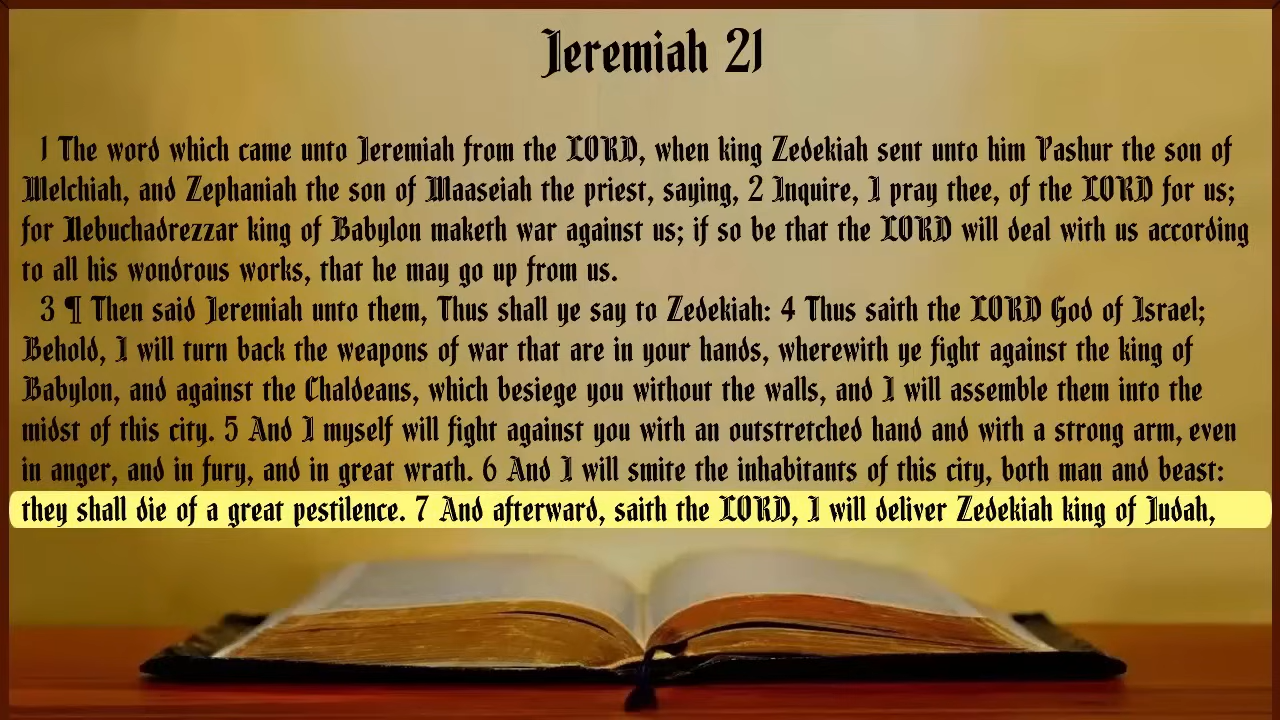 Jeremiah 21
1 The word which came unto Jeremiah from the LORD, when king Zedekiah sent unto him Pashur the son of
Melchiah, and Zephaniah the son of Maaseiah the priest, saying, 2 Inquire, I pray thee, of the LORD for us;
for Nebuchadrezzar king of Babylon maketh war against us; if so be that the LORD will deal with us according
to all his wondrous works, that he may go up from us.
3 ¶ Then said Jeremiah unto them, Thus shall ye say to Zedekiah: 4 Thus saith the LORD God of Israel;
Behold, I will turn back the weapons of war that are in your hands, wherewith ye fight against the king of
Babylon, and against the Chaldeans, which besiege you without the walls, and I will assemble them into the
midst of this city. 5 And I myself will fight against you with an outstretched hand and with a strong arm, even
in anger, and in fury, and in great wrath. 6 And I will smite the inhabitants of this city, both man and beast:
they shall die of a great pestilence. 7 And afterward, saith the LORD, I will deliver Zedekiah king of Judah,